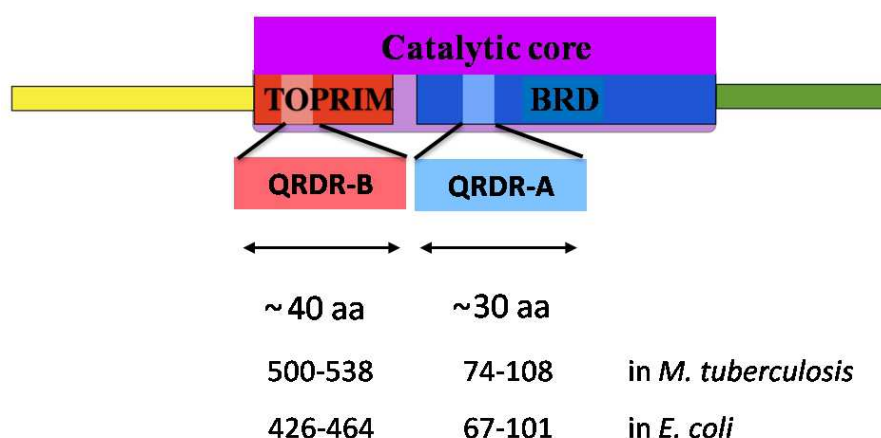 Catalytic core
TOPRIM BRD
QRDR-B QRDR-A
~ 40 aa ~ 30 aa
500-538 74-108 in M. tuberculosis
426-464 67-101 in E. coli